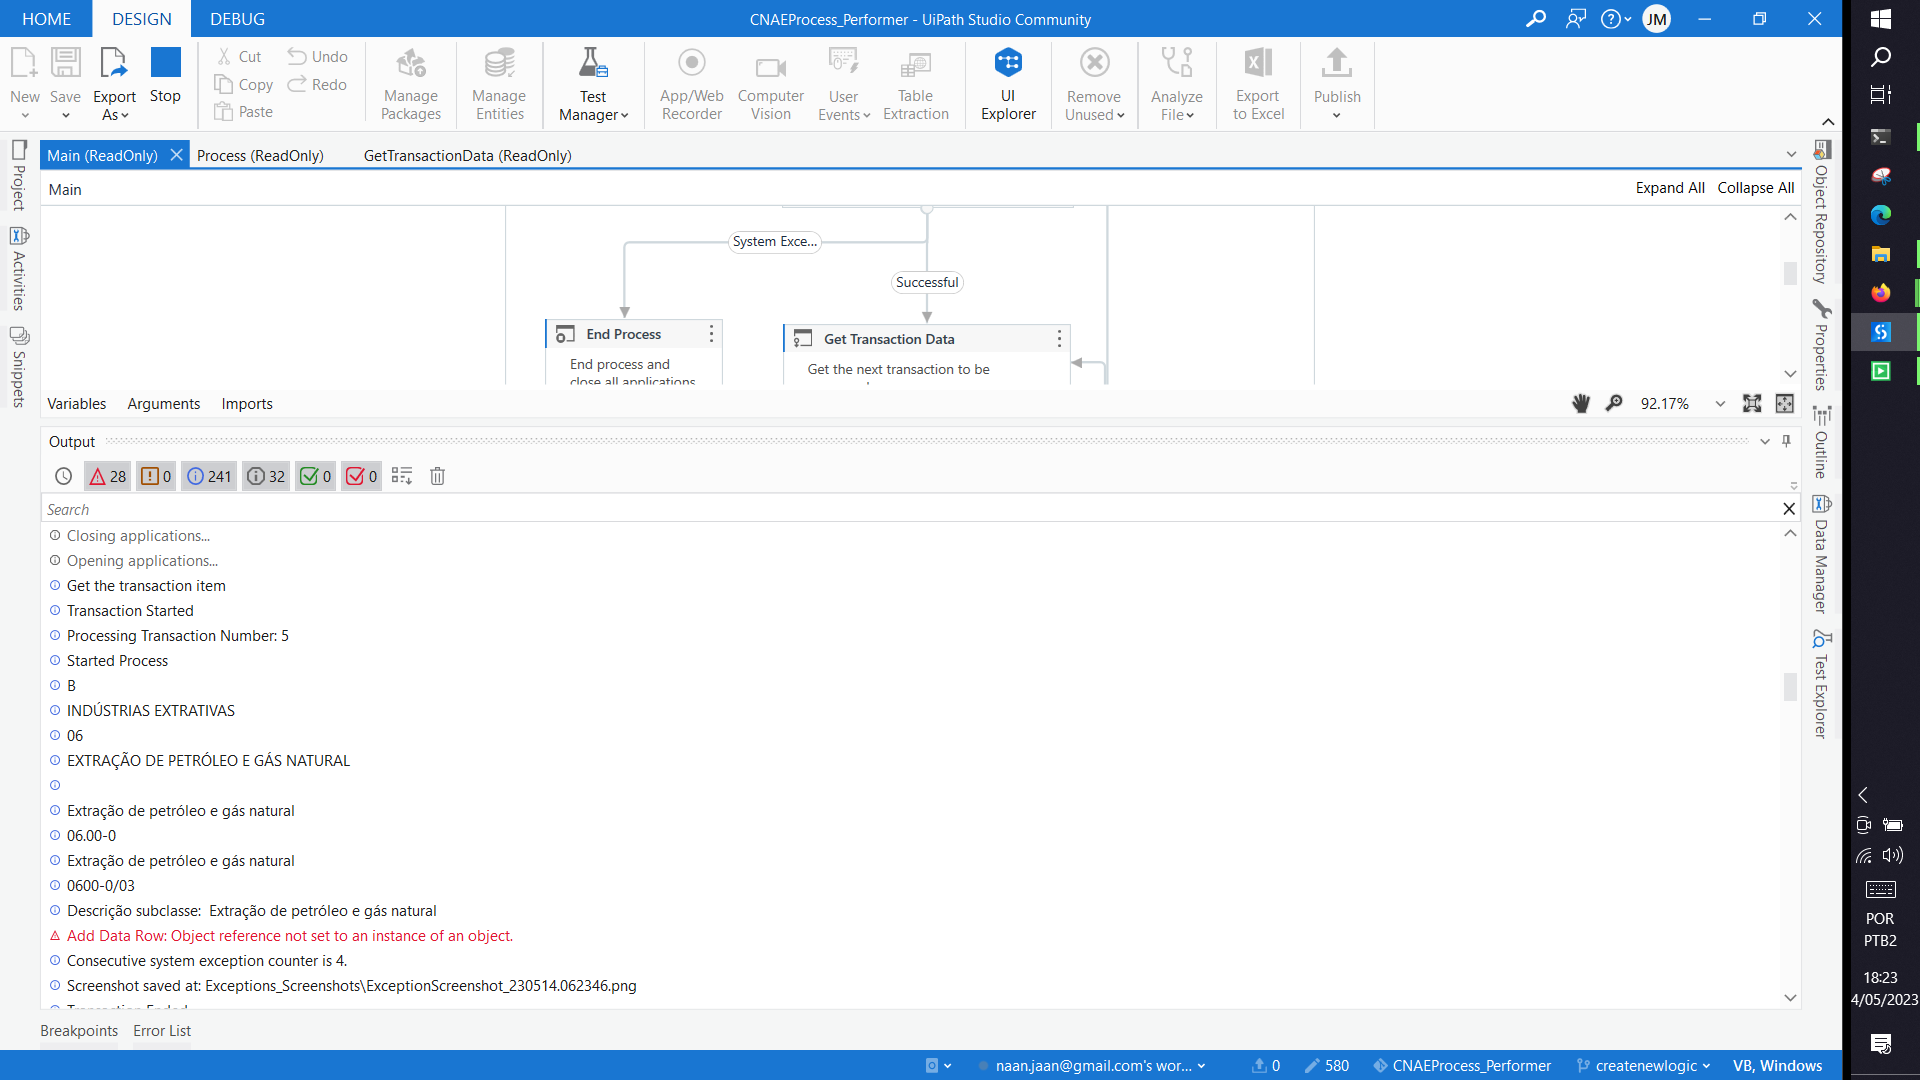 HOME DESIGN DEBUG
CNAEProcess_Performer - UiPath Studio Community
JM
New
Save
Export As
Stop
Cut
Copy
Paste
Undo
Redo
Manage Packages
Manage Entities
Test Manager
App/Web Recorder
Computer Vision
User Events
Table Extraction
UI Explorer
Remove Unused
Analyze File
Export to Excel
Publish
Project
Activities
Snippets
Main (ReadOnly)
Process (ReadOnly)
GetTransactionData (ReadOnly)
Main
Expand All Collapse All
System Exce...
Successful
End Process
End process and
close all applications
Get Transaction Data
Get the next transaction to be
Variables Arguments Imports
92.17%
Output
28 0 241 32 0 0
Search
Closing applications...
Opening applications...
Get the transaction item
Transaction Started
Processing Transaction Number: 5
Started Process
B
INDÚSTRIAS EXTRATIVAS
06
EXTRAÇÃO DE PETRÓLEO E GÁS NATURAL
Extração de petróleo e gás natural
06.00-0
Extração de petróleo e gás natural
0600-0/03
Descrição subclasse:  Extração de petróleo e gás natural
Add Data Row: Object reference not set to an instance of an object.
Consecutive system exception counter is 4.
Screenshot saved at: Exceptions_Screenshots\ExceptionScreenshot_230514.062346.png
Transaction Ended
Breakpoints Error List
naan.jaan@gmail.com's wor...
0
580
CNAEProcess_Performer
createnewlogic
VB, Windows
Object Repository
Properties
Outline
Data Manager
Test Explorer
POR
PTB2
18:23
4/05/2023